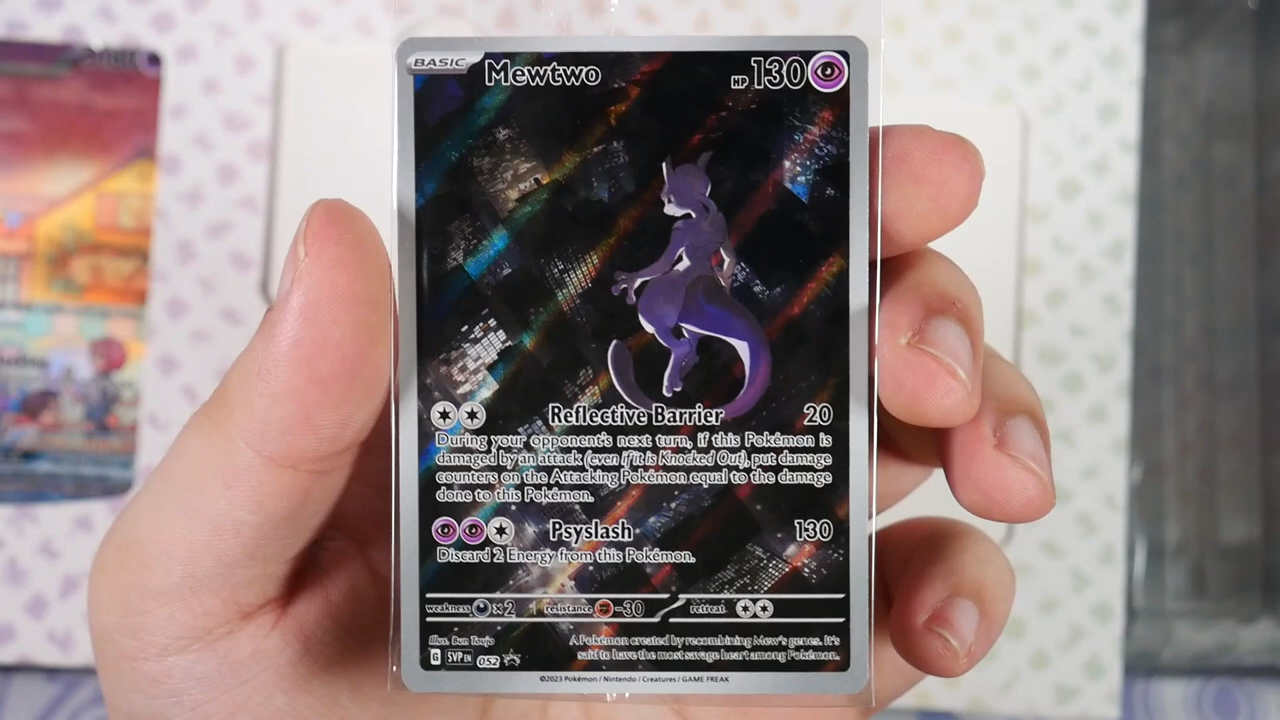 BASIC Mewtwo HP 130
Reflective Barrier 20
During your opponent's next turn, if this Pokémon is
damaged by an attack (even if it is Knocked Out), put damage
counters on the Attacking Pokémon equal to the damage
done to this Pokémon.
Psyslash 130
Discard 2 Energy from this Pokémon.
weakness ×2 resistance -30 retreat
Illus. Bun Toujo
A Pokémon created by recombining Mew's genes. It's
said to have the most savage heart among Pokémon.
G SVP EN 052
©2023 Pokémon / Nintendo / Creatures / GAME FREAK